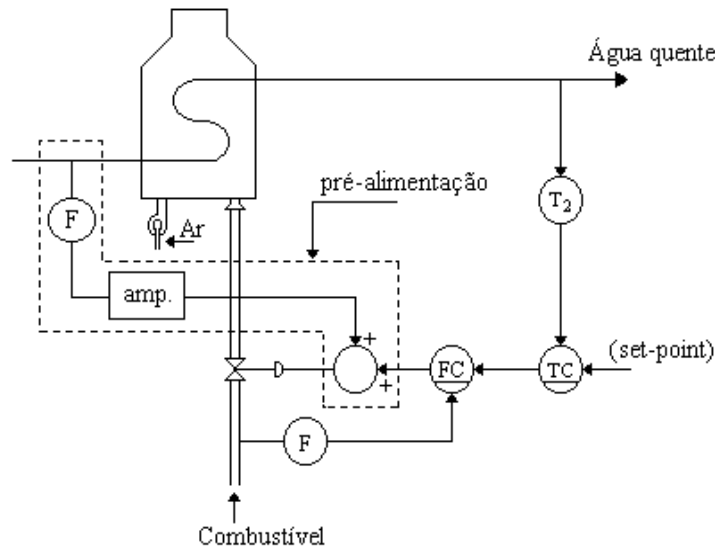 Água quente
pré-alimentação
T2
F
Ar
amp.
+
(set-point)
FC
TC
+
F
Combustível